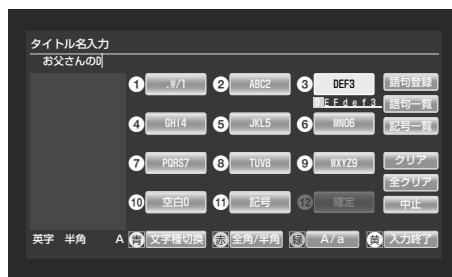 タイトル名入力
お父さんのD
① .@/1 ② ABC2 ③ DEF3 語句登録
DEFdef3 語句一覧
④ GHI4 ⑤ JKL5 ⑥ MNO6 記号一覧
⑦ PQRS7 ⑧ TUV8 ⑨ WXYZ9 クリア
全クリア
⑩ 空白0 ⑪ 記号 ⑫ 確定 中止
英字 半角 A 青 文字種切換 赤 全角/半角 緑 A/a 黄 入力終了